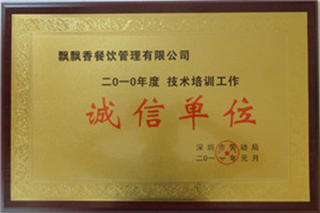 飘飘香餐饮管理有限公司
二〇一〇年度 技术培训工作
诚信单位
深圳市劳动局
二〇一一年元月